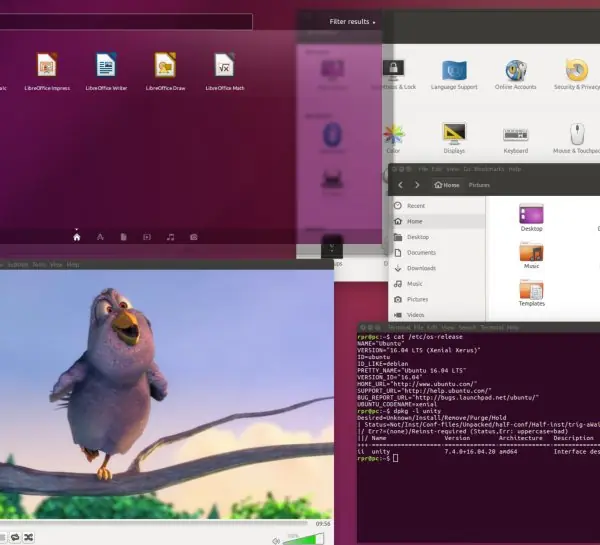 Filter results
LibreOffice Impress
LibreOffice Writer
LibreOffice Draw
LibreOffice Math
& Lock
Language Support
Online Accounts
Security & Privacy
Color
Displays
Keyboard
Mouse & Touchpad
File Edit View Go Bookmarks Help
Home Pictures
Recent
Home
Desktop
Documents
Downloads
Music
Pictures
Videos
Desktop
Music
Templates
Subtitle Tools View Help
09:56
Terminal File Edit View Search Terminal Help
rpr@pc:~$ cat /etc/os-release
NAME="Ubuntu"
VERSION="16.04 LTS (Xenial Xerus)"
ID=ubuntu
ID_LIKE=debian
PRETTY_NAME="Ubuntu 16.04 LTS"
VERSION_ID="16.04"
HOME_URL="http://www.ubuntu.com/"
SUPPORT_URL="http://help.ubuntu.com/"
BUG_REPORT_URL="http://bugs.launchpad.net/ubuntu/"
UBUNTU_CODENAME=xenial
rpr@pc:~$ dpkg -l unity
Desired=Unknown/Install/Remove/Purge/Hold
| Status=Not/Inst/Conf-files/Unpacked/halF-conf/Half-inst/trig-aWai
|/ Err?=(none)/Reinst-required (Status,Err: uppercase=bad)
||/ Name Version Architecture Description
+++-==============-============-============-==========
ii unity 7.4.0+16.04.20 amd64 Interface des
rpr@pc:~$